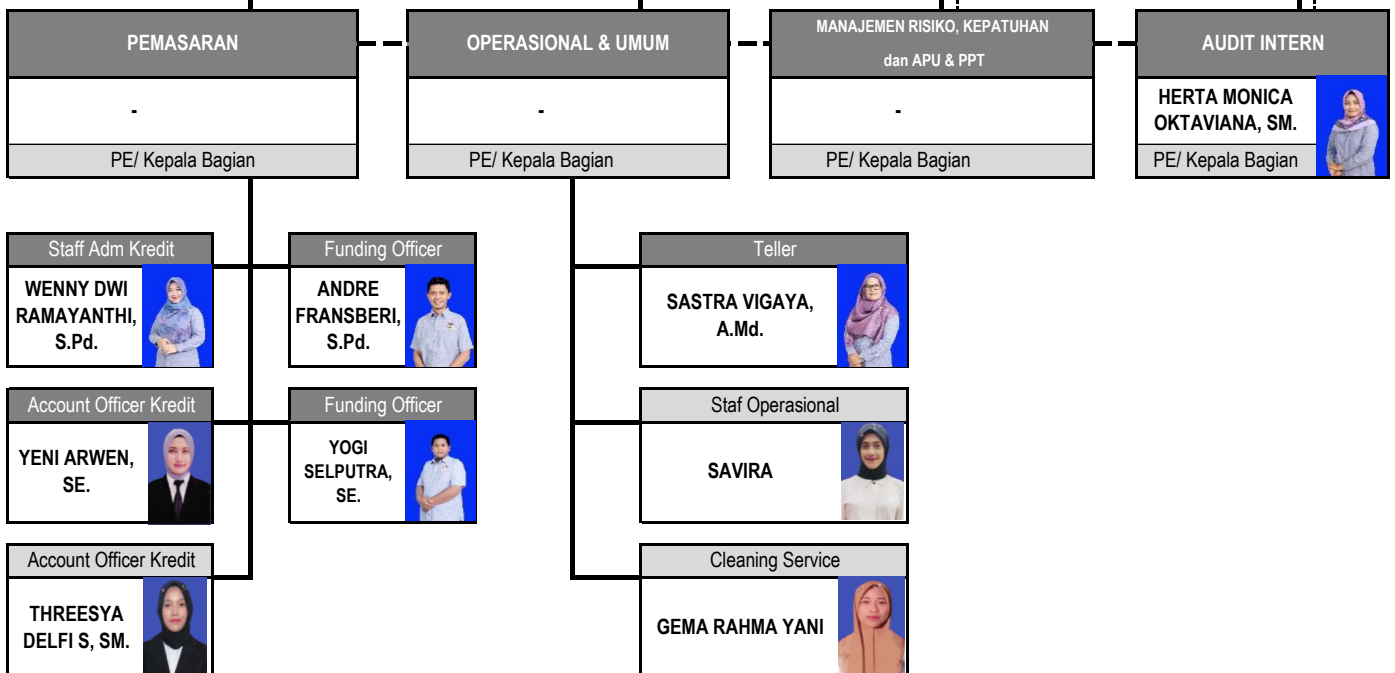 PEMASARAN
-
PE/ Kepala Bagian
OPERASIONAL & UMUM
-
PE/ Kepala Bagian
MANAJEMEN RISIKO, KEPATUHAN
dan APU & PPT
-
PE/ Kepala Bagian
AUDIT INTERN
HERTA MONICA
OKTAVIANA, SM.
PE/ Kepala Bagian
Staff Adm Kredit
WENNY DWI
RAMAYANTHI,
S.Pd.
Funding Officer
ANDRE
FRANSBERI,
S.Pd.
Teller
SASTRA VIGAYA,
A.Md.
Account Officer Kredit
YENI ARWEN,
SE.
Funding Officer
YOGI
SELPUTRA,
SE.
Staf Operasional
SAVIRA
Account Officer Kredit
THREESYA
DELFI S, SM.
Cleaning Service
GEMA RAHMA YANI